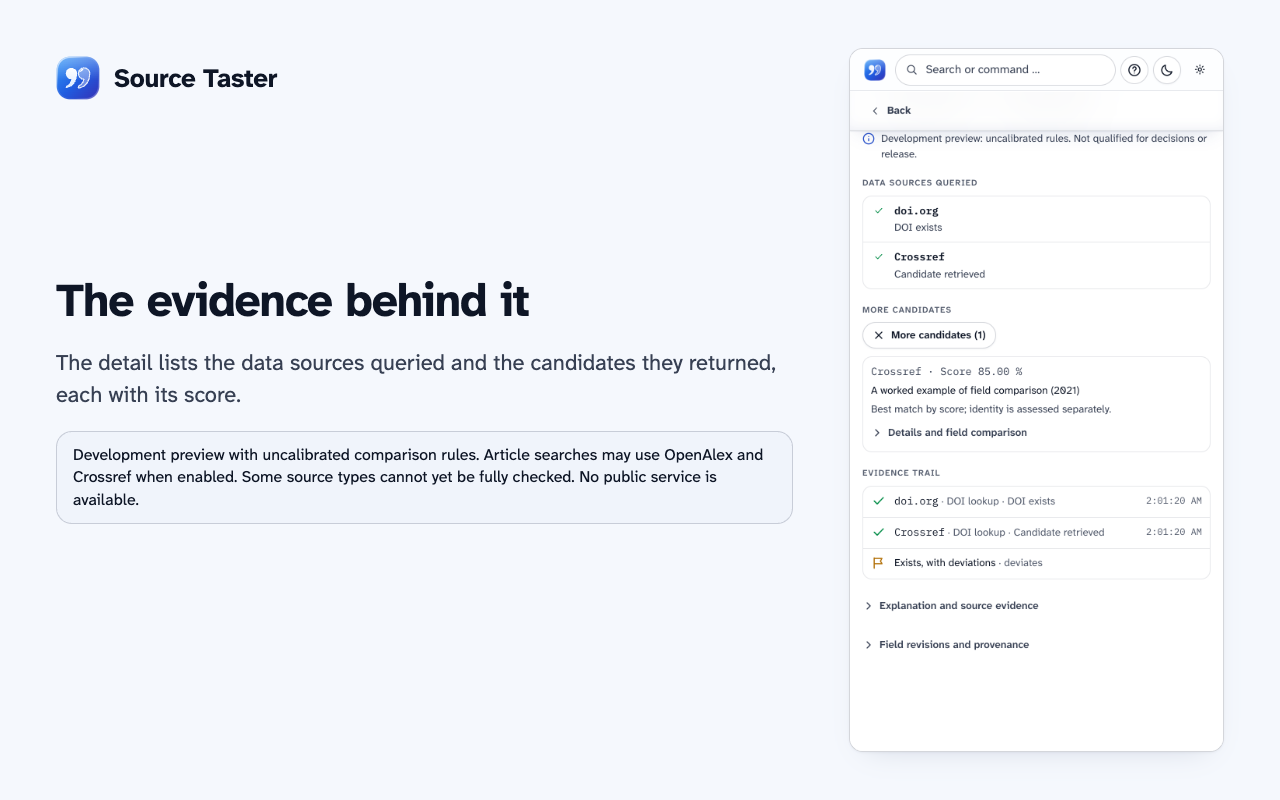 Source Taster
The evidence behind it
The detail lists the data sources queried and the candidates they returned,
each with its score.
Development preview with uncalibrated comparison rules. Article searches may use OpenAlex and
Crossref when enabled. Some source types cannot yet be fully checked. No public service is
available.
Search or command ...
Back
Development preview: uncalibrated rules. Not qualified for decisions or
release.
DATA SOURCES QUERIED
doi.org
DOI exists
Crossref
Candidate retrieved
MORE CANDIDATES
More candidates (1)
Crossref · Score 85.00 %
A worked example of field comparison (2021)
Best match by score; identity is assessed separately.
Details and field comparison
EVIDENCE TRAIL
doi.org · DOI lookup · DOI exists 2:01:20 AM
Crossref · DOI lookup · Candidate retrieved 2:01:20 AM
Exists, with deviations · deviates
Explanation and source evidence
Field revisions and provenance